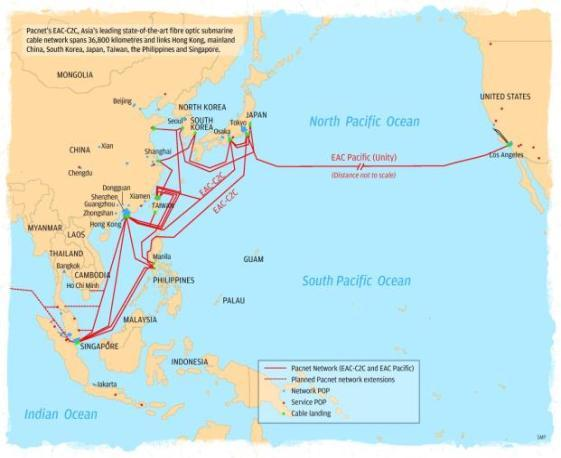 Pacnet's EAC-C2C, Asia's leading state-of-the-art fibre optic submarine
cable network spans 36,800 kilometres and links Hong Kong, mainland
China, South Korea, Japan, Taiwan, the Philippines and Singapore.
MONGOLIA
UNITED STATES
Beijing
NORTH KOREA
JAPAN
Seoul
SOUTH
KOREA
Tokyo
Osaka
North Pacific Ocean
CHINA
Xian
Shanghai
EAC Pacific (Unity)
Los Angeles
Chengdu
(Distance not to scale)
Dongguan
Shenzhen
Xiamen
EAC-C2C
Guangzhou
TAIWAN
EAC-C2C
Zhongshan
Hong Kong
MYANMAR
LAOS
THAILAND
Manila
GUAM
Bangkok
CAMBODIA
PHILIPPINES
South Pacific Ocean
Ho Chi Minh
PALAU
MALAYSIA
SINGAPORE
INDONESIA
Jakarta
Indian Ocean
Pacnet Network (EAC-C2C and EAC Pacific)
Planned Pacnet network extensions
Network POP
Service POP
Cable landing
SMP